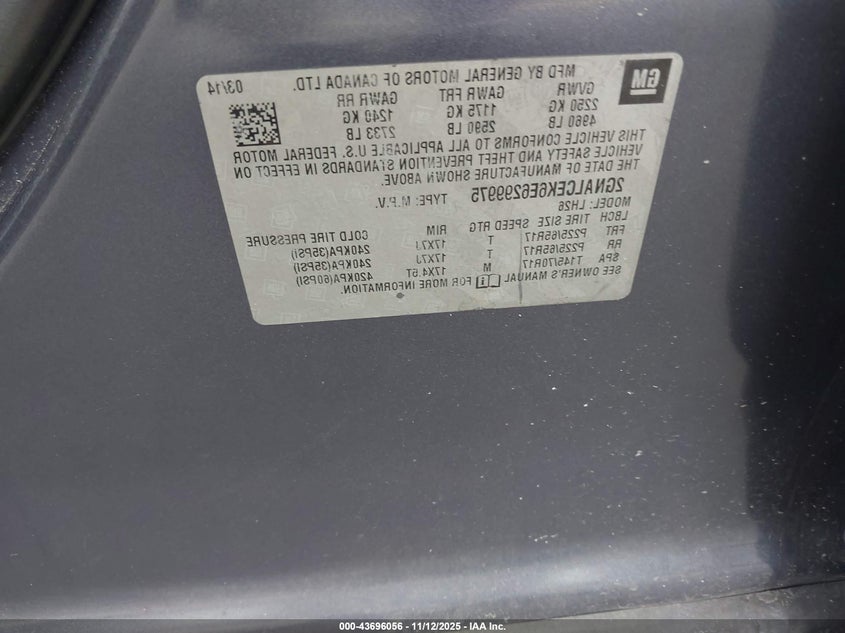 GM
MFD BY GENERAL MOTORS OF CANADA LTD. 03/14
GVWR GAWR FRT GAWR RR
2250 KG 1175 KG 1240 KG
4960 LB 2590 LB 2733 LB
THIS VEHICLE CONFORMS TO ALL APPLICABLE U.S. FEDERAL MOTOR
VEHICLE SAFETY AND THEFT PREVENTION STANDARDS IN EFFECT ON
THE DATE OF MANUFACTURE SHOWN ABOVE.
2GNALCEK6E6299975 TYPE: M.P.V.
MODEL: LH26
LBCH TIRE SIZE SPEED RTG RIM COLD TIRE PRESSURE
FRT P225/65R17 T 17X7J 240KPA(35PSI)
RR P225/65R17 T 17X7J 240KPA(35PSI)
SPA T145/70R17 M 17X4.5T 420KPA(60PSI)
SEE OWNER'S MANUAL FOR MORE INFORMATION.
000-43696056 - 11/12/2025 - IAA Inc.